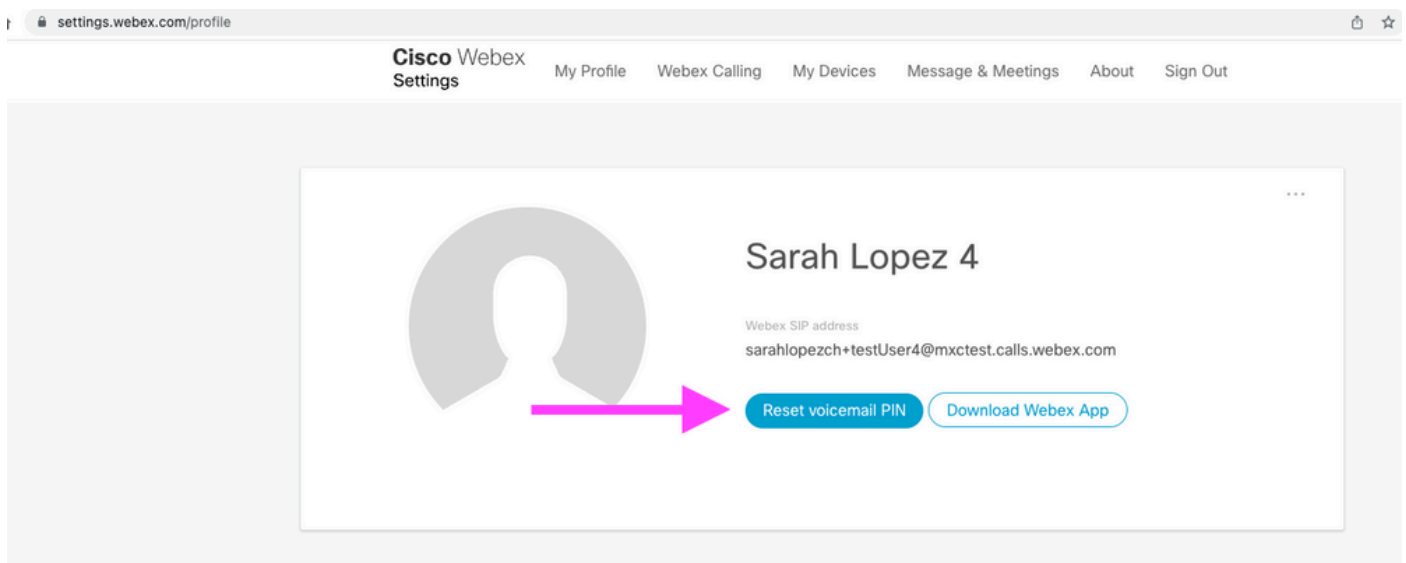 settings.webex.com/profile
Cisco Webex
Settings
My Profile Webex Calling My Devices Message & Meetings About Sign Out
Sarah Lopez 4
Webex SIP address
sarahlopezch+testUser4@mxctest.calls.webex.com
Reset voicemail PIN Download Webex App